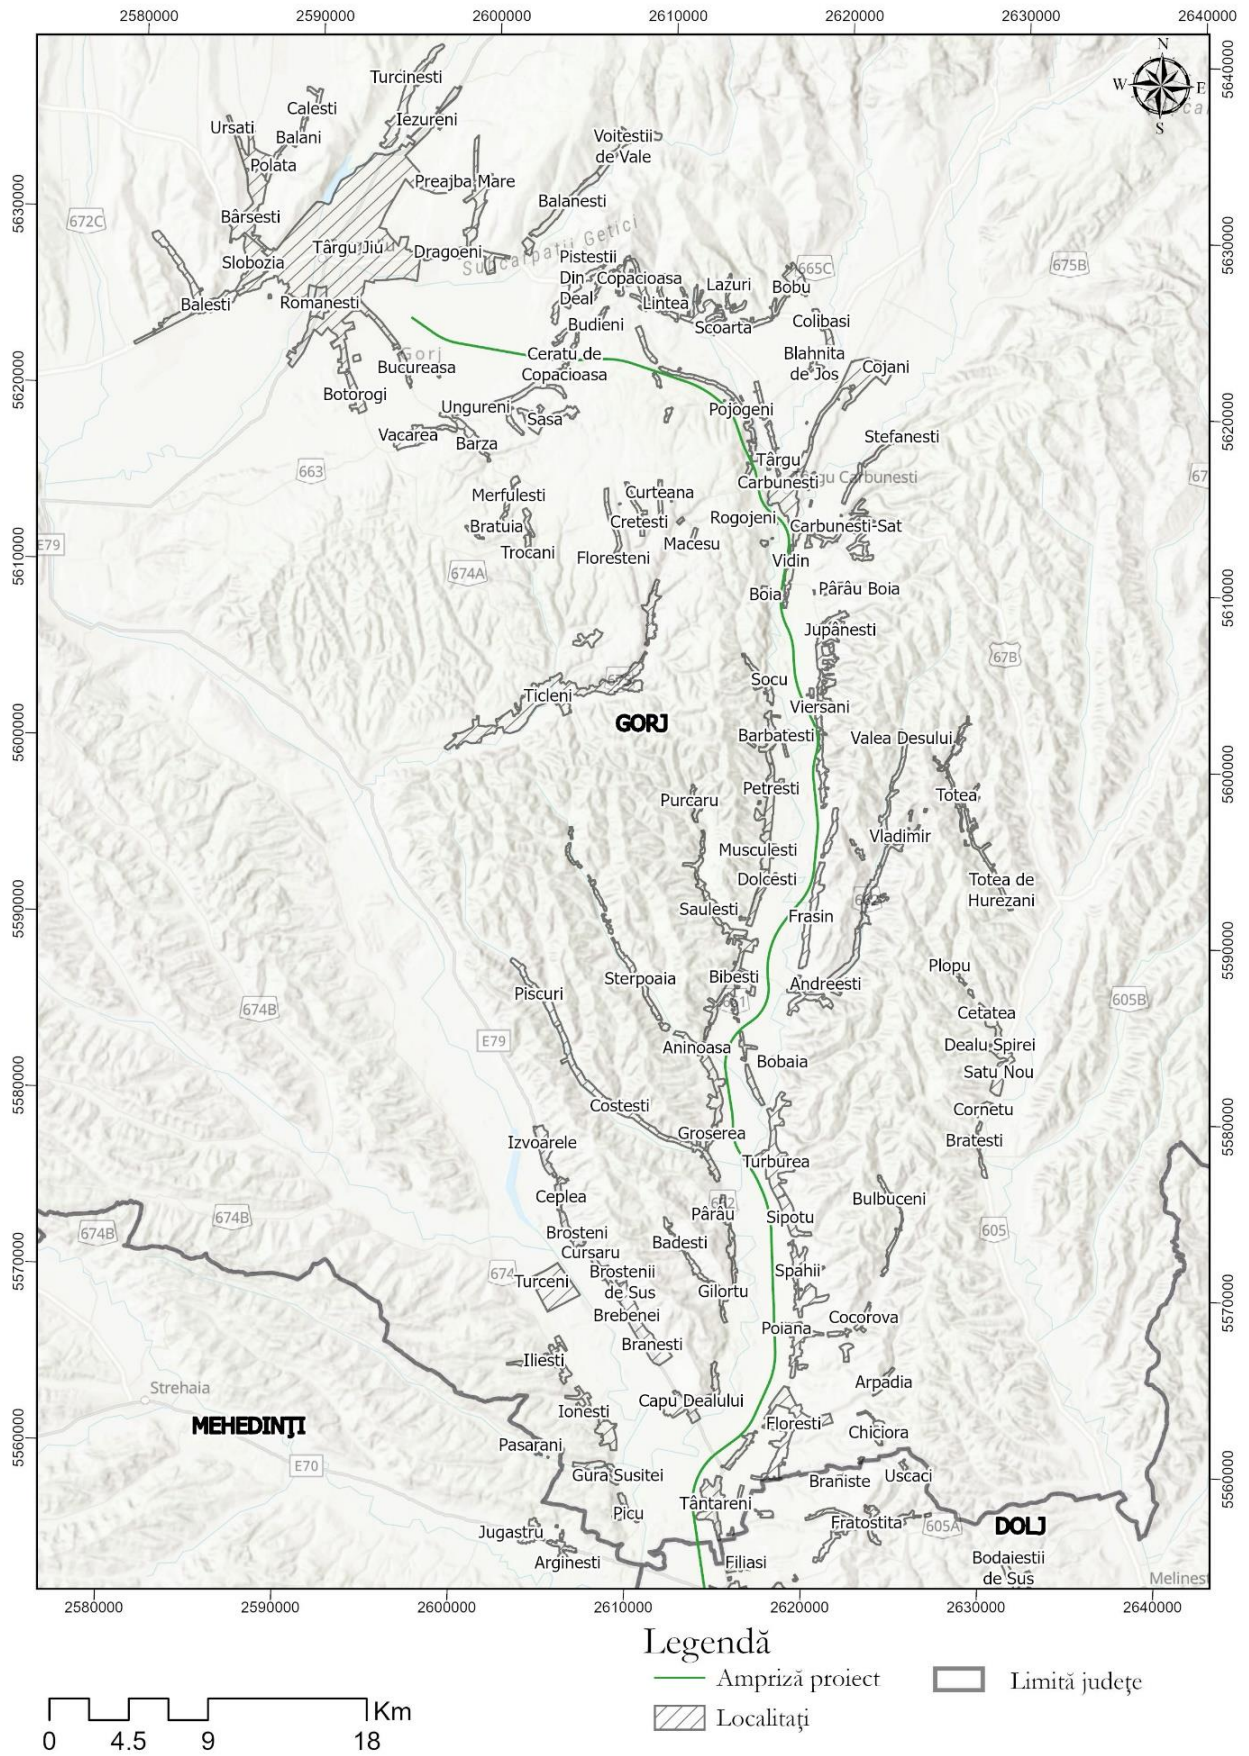 2580000
2590000
2600000
2610000
2620000
2630000
2640000
N
W
E
S
5640000
Turcinesti
Calesti
Iezureni
Ursati
Balani
Voitestii
de Vale
Polata
Preajba Mare
5630000
672C
Bârsesti
Balanesti
Târgu Jiu
Dragoeni
Subcarpatii Getici
5630000
Slobozia
Pistestii
Din
Deal
Copacioasa
665C
675B
Balesti
Romanesti
Lintea
Lazuri
Bobu
Budieni
Scoarta
Colibasi
Gorj
Ceratu de
Copacioasa
Blahnita
de Jos
Cojani
5620000
Bucureasa
Botorogi
Ungureni
Sasa
Pojogeni
5620000
Vacarea
Barza
Stefanesti
663
Târgu
Carbunesti
gu Carbunesti
67
Merfulesti
Curteana
Bratuia
Cretesti
Rogojeni
Carbunesti-Sat
E79
Trocani
Floresteni
Macesu
Vidin
5610000
674A
Boia
Pârâu Boia
5610000
Jupânesti
67B
Socu
Ticleni
Viersani
GORJ
Barbatesti
Valea Desului
5600000
Petresti
5600000
Purcaru
Totea
Musculesti
Vladimir
Dolcesti
Totea de
Hurezani
Saulesti
Frasin
5590000
5590000
Plopu
Sterpoaia
Bibesti
Andreesti
Piscuri
605B
674B
661
Cetatea
E79
Aninoasa
Dealu Spirei
Bobaia
Satu Nou
5580000
Costesti
Cornetu
5580000
Izvoarele
Groserea
Bratesti
Turburea
Ceplea
Bulbuceni
674B
674B
662
Pârâu
Sipotu
605
Brosteni
Badesti
5570000
Cursaru
674
Turceni
Brostenii
de Sus
Gilortu
Spahii
5570000
Brebenei
Cocorova
Poiana
Branesti
Iliesti
Strehaia
Arpadia
Capu Dealului
MEHEDINŢI
Ionesti
Floresti
5560000
Pasarani
Chiciora
E70
Gura Susitei
Braniste
Uscaci
5560000
Picu
Tântareni
Fratostita
605A
DOLJ
Jugastru
Arginesti
Filiasi
Bodaiestii
de Sus
Melinest
2580000
2590000
2600000
2610000
2620000
2630000
2640000
Legendă
Ampriză proiect
Limită judeţe
Localitaţi
Km
0
4.5
9
18